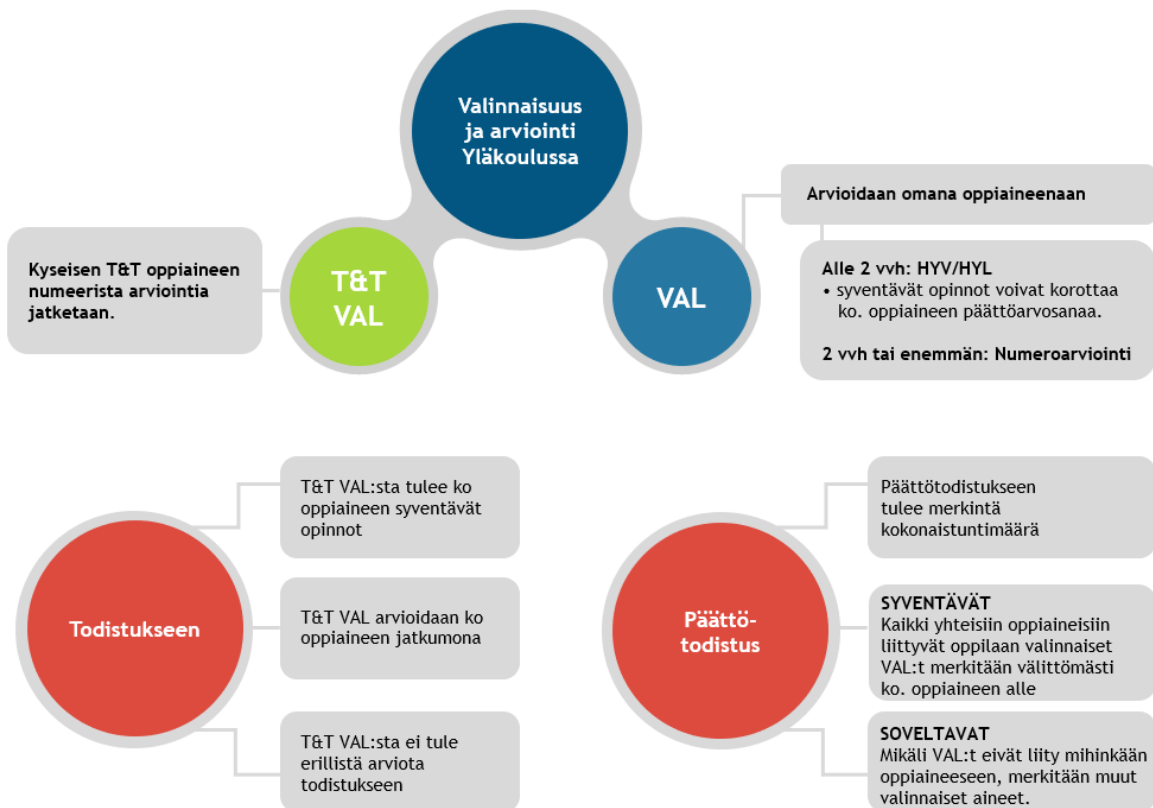 Valinnaisuus
ja arviointi
Yläkoulussa
Kyseisen T&T oppiaineen
numeerista arviointia
jatketaan.
T&T
VAL
VAL
Arvioidaan omana oppiaineenaan
Alle 2 vvh: HYV/HYL
• syventävät opinnot voivat korottaa
ko. oppiaineen päättöarvosanaa.
2 vvh tai enemmän: Numeroarviointi
Todistukseen
T&T VAL:sta tulee ko
oppiaineen syventävät
opinnot
T&T VAL arvioidaan ko
oppiaineen jatkumona
T&T VAL:sta ei tule
erillistä arviota
todistukseen
Päättö-
todistus
Päättötodistukseen
tulee merkintä
kokonaistuntimäärä
SYVENTÄVÄT
Kaikki yhteisiin oppiaineisiin
liittyvät oppilaan valinnaiset
VAL:t merkitään välittömästi
ko. oppiaineen alle
SOVELTAVAT
Mikäli VAL:t eivät liity mihinkään
oppiaineeseen, merkitään muut
valinnaiset aineet.